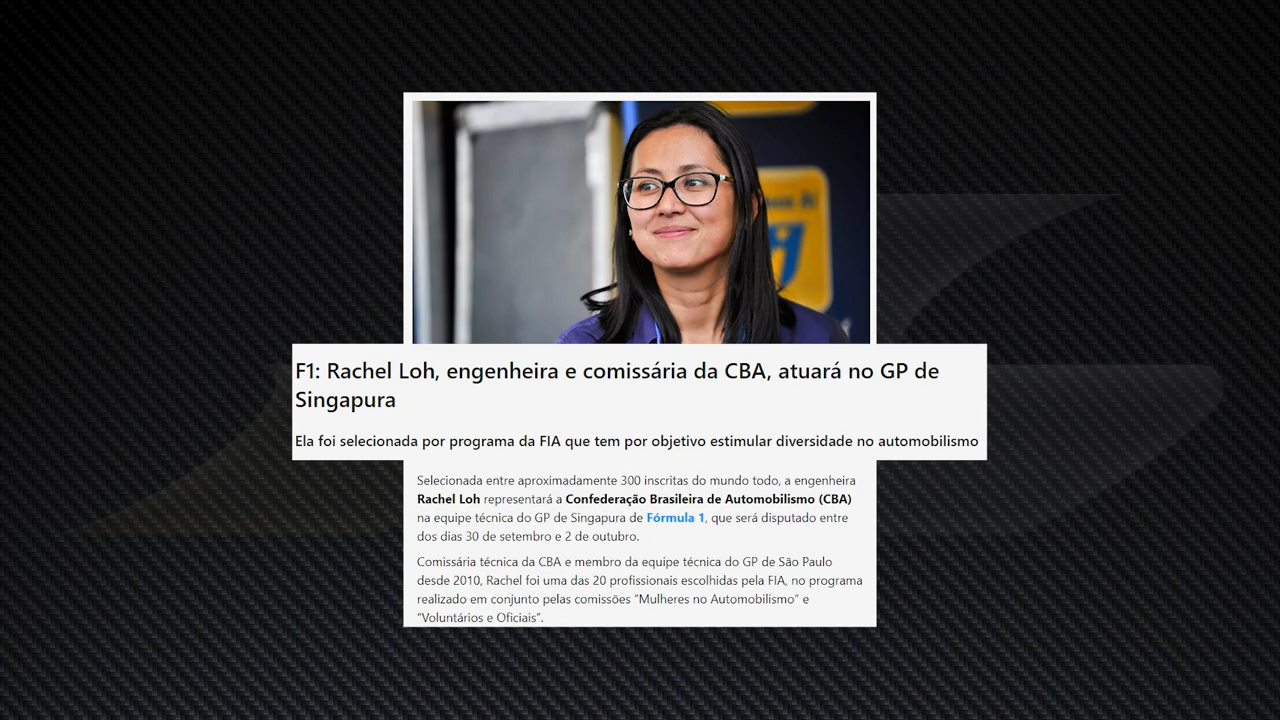 F1: Rachel Loh, engenheira e comissária da CBA, atuará no GP de
Singapura
Ela foi selecionada por programa da FIA que tem por objetivo estimular diversidade no automobilismo
Selecionada entre aproximadamente 300 inscritas do mundo todo, a engenheira
Rachel Loh representará a Confederação Brasileira de Automobilismo (CBA)
na equipe técnica do GP de Singapura de Fórmula 1, que será disputado entre
dos dias 30 de setembro e 2 de outubro.
Comissária técnica da CBA e membro da equipe técnica do GP de São Paulo
desde 2010, Rachel foi uma das 20 profissionais escolhidas pela FIA, no programa
realizado em conjunto pelas comissões “Mulheres no Automobilismo” e
“Voluntários e Oficiais”.